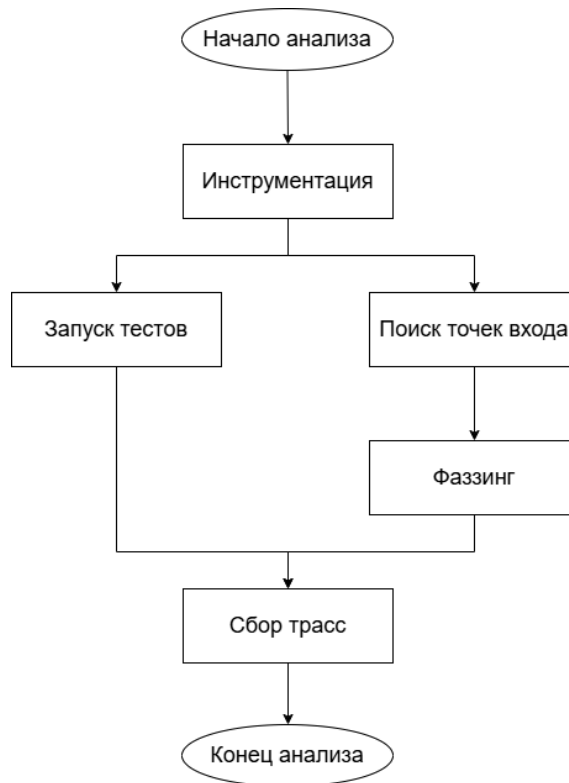 Начало анализа
Инструментация
Запуск тестов
Поиск точек входа
Фаззинг
Сбор трасс
Конец анализа